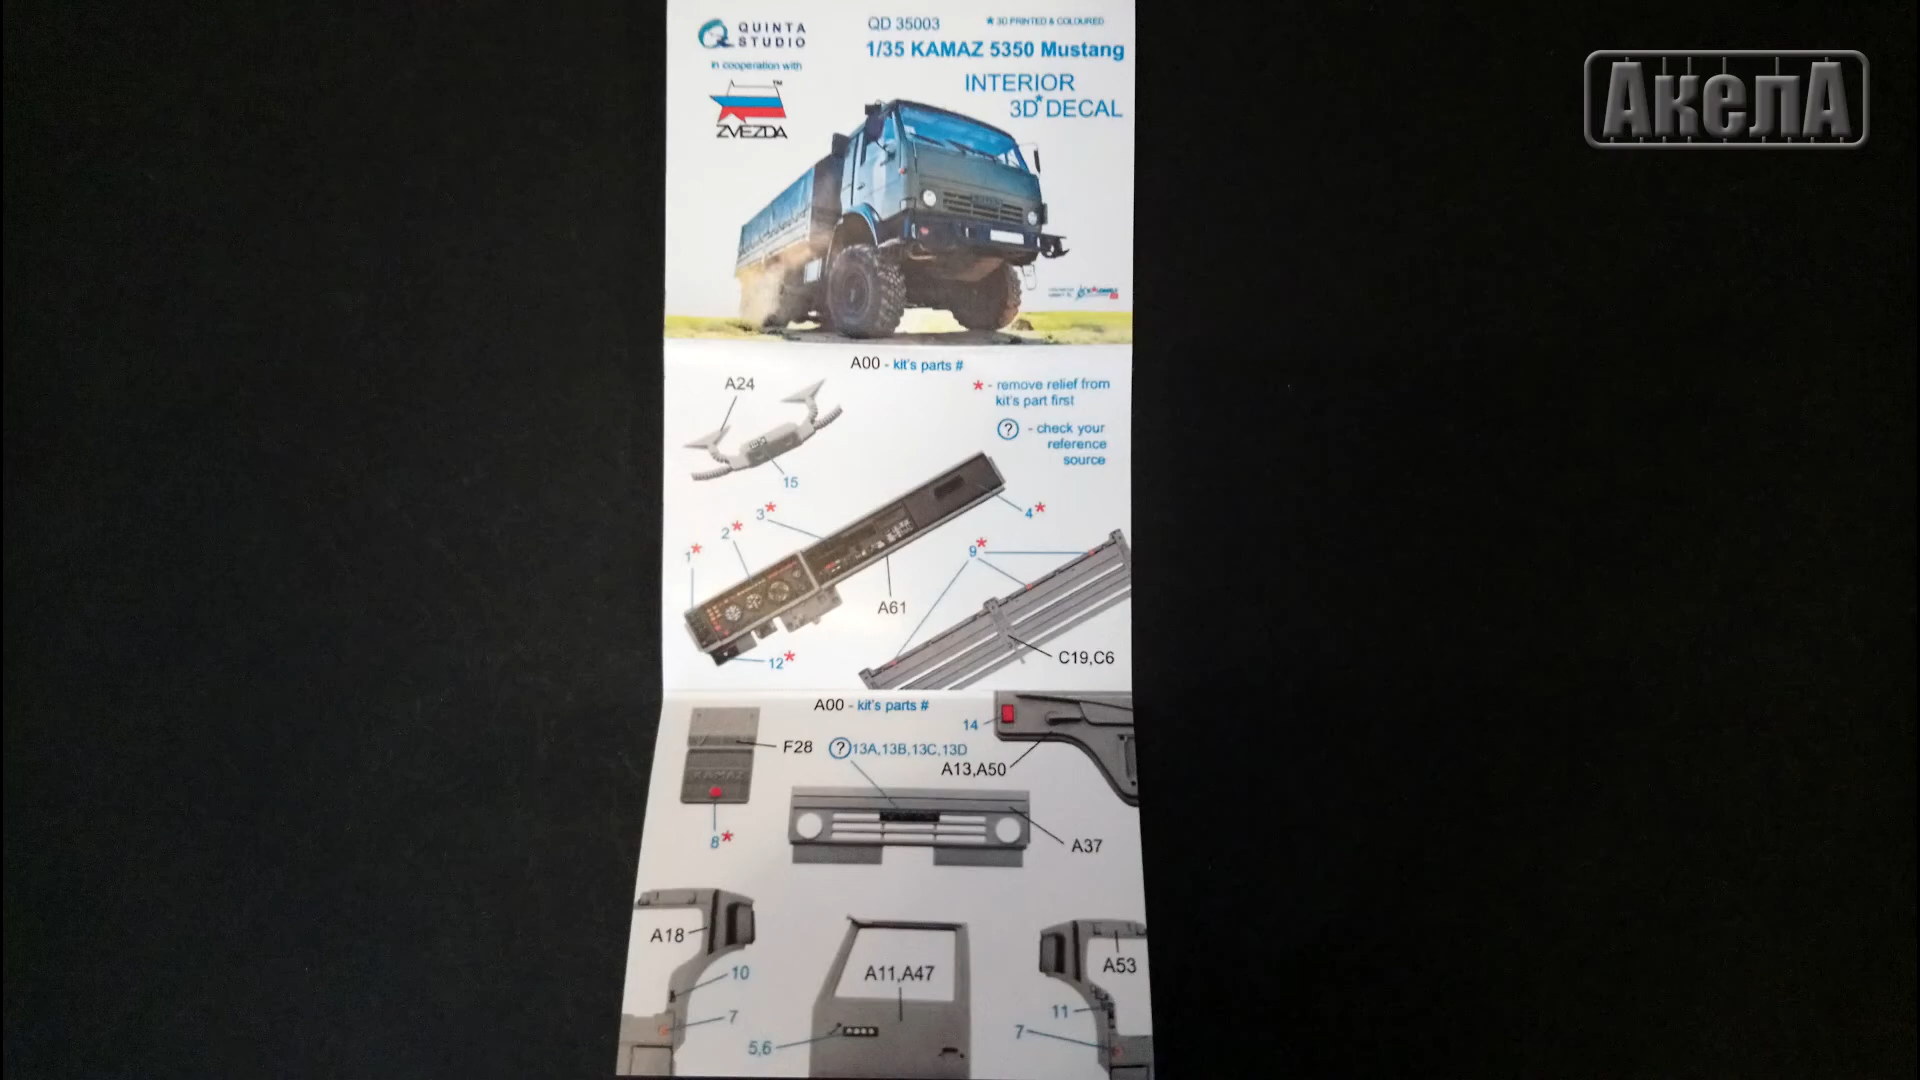 QUINTA
STUDIO
in cooperation with
ZVEZDA
QD 35003
* 3D PRINTED & COLOURED
1/35 KAMAZ 5350 Mustang
INTERIOR
3D* DECAL
АкелА
A00 - kit's parts #
* - remove relief from
kit's part first
? - check your
reference
source
A24
15
1*
2*
3*
4*
9*
A61
12*
C19,C6
A00 - kit's parts #
14
F28
? 13A,13B,13C,13D
A13,A50
KAMAZ
8*
A37
A18
10
7
A11,A47
5,6
A53
11
7